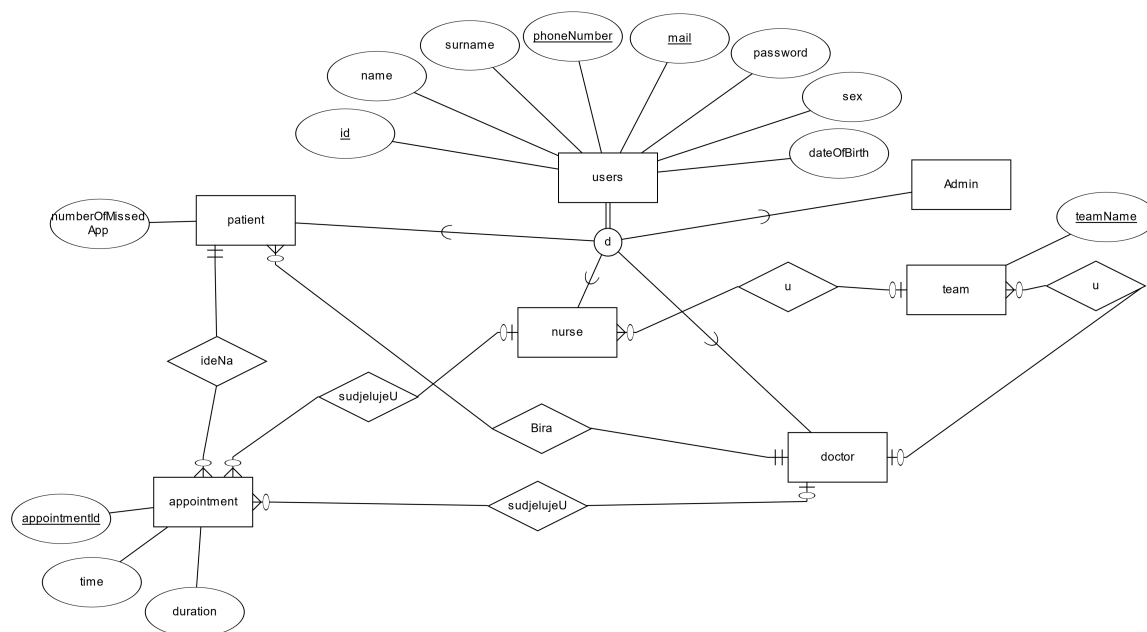 phoneNumber
mail
surname
password
name
sex
id
dateOfBirth
users
Admin
numberOfMissed
App
patient
teamName
d
u
team
u
nurse
ideNa
sudjelujeU
Bira
doctor
appointment
sudjelujeU
appointmentId
time
duration